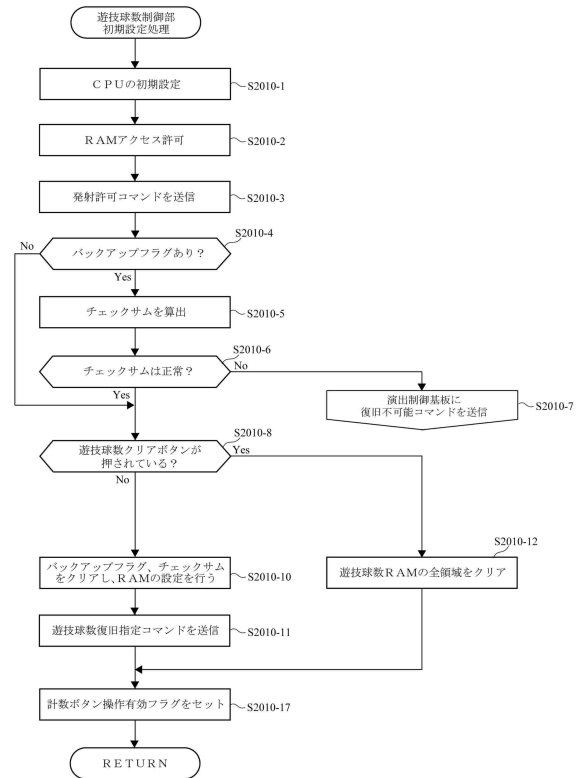 遊技球数制御部
初期設定処理
ＣＰＵの初期設定
S2010-1
ＲＡＭアクセス許可
S2010-2
発射許可コマンドを送信
S2010-3
S2010-4
No
バックアップフラグあり？
Yes
チェックサムを算出
S2010-5
S2010-6
チェックサムは正常？
No
Yes
演出制御基板に
復旧不可能コマンドを送信
S2010-7
S2010-8
遊技球数クリアボタンが
押されている？
Yes
No
S2010-12
バックアップフラグ、チェックサム
をクリアし、ＲＡＭの設定を行う
S2010-10
遊技球数ＲＡＭの全領域をクリア
遊技球数復旧指定コマンドを送信
S2010-11
計数ボタン操作有効フラグをセット
S2010-17
ＲＥＴＵＲＮ